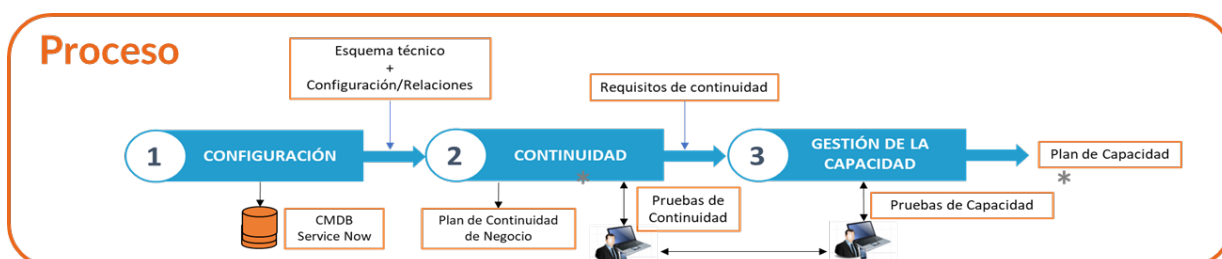 Proceso
Esquema técnico
+
Configuración/Relaciones
Requisitos de continuidad
1
CONFIGURACIÓN
2
CONTINUIDAD
*
3
GESTIÓN DE LA
CAPACIDAD
Plan de Capacidad
*
CMDB
Service Now
Plan de Continuidad
de Negocio
Pruebas de
Continuidad
Pruebas de Capacidad